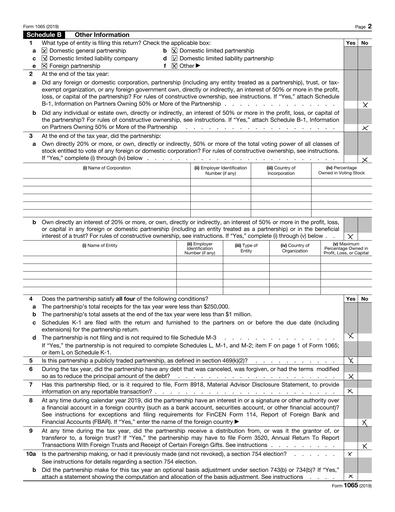 Form 1065 (2019) Page 2
Schedule B Other Information
1 What type of entity is filing this return? Check the applicable box: Yes No
a X Domestic general partnership b X Domestic limited partnership
c X Domestic limited liability company d Domestic limited liability partnership
e X Foreign partnership f X Other ▶
2 At the end of the tax year:
a Did any foreign or domestic corporation, partnership (including any entity treated as a partnership), trust, or tax-
exempt organization, or any foreign government own, directly or indirectly, an interest of 50% or more in the profit,
loss, or capital of the partnership? For rules of constructive ownership, see instructions. If "Yes," attach Schedule
B-1, Information on Partners Owning 50% or More of the Partnership . . . . . . . . . . . . . . . X
b Did any individual or estate own, directly or indirectly, an interest of 50% or more in the profit, loss, or capital of
the partnership? For rules of constructive ownership, see instructions. If "Yes," attach Schedule B-1, Information
on Partners Owning 50% or More of the Partnership . . . . . . . . . . . . . . . . . . . . X
3 At the end of the tax year, did the partnership:
a Own directly 20% or more, or own, directly or indirectly, 50% or more of the total voting power of all classes of
stock entitled to vote of any foreign or domestic corporation? For rules of constructive ownership, see instructions.
If "Yes," complete (i) through (iv) below . . . . . . . . . . . . . . . . . . . . . . . . X
(i) Name of Corporation (ii) Employer Identification (iii) Country of (iv) Percentage
Number (if any) Incorporation Owned in Voting Stock
b Own directly an interest of 20% or more, or own, directly or indirectly, an interest of 50% or more in the profit, loss,
or capital in any foreign or domestic partnership (including an entity treated as a partnership) or in the beneficial
interest of a trust? For rules of constructive ownership, see instructions. If "Yes," complete (i) through (v) below . . X
(i) Name of Entity (ii) Employer (iii) Type of (iv) Country of (v) Maximum
Identification Entity Organization Percentage Owned in
Number (if any) Profit, Loss, or Capital
4 Does the partnership satisfy all four of the following conditions? Yes No
a The partnership's total receipts for the tax year were less than $250,000.
b The partnership's total assets at the end of the tax year were less than $1 million.
c Schedules K-1 are filed with the return and furnished to the partners on or before the due date (including
extensions) for the partnership return.
d The partnership is not filing and is not required to file Schedule M-3 . . . . . . . . . . . . . . . X
If "Yes," the partnership is not required to complete Schedules L, M-1, and M-2; item F on page 1 of Form 1065;
or item L on Schedule K-1.
5 Is this partnership a publicly traded partnership, as defined in section 469(k)(2)? . . . . . . . . . . X
6 During the tax year, did the partnership have any debt that was canceled, was forgiven, or had the terms modified
so as to reduce the principal amount of the debt? . . . . . . . . . . . . . . . . . . . . . X
7 Has this partnership filed, or is it required to file, Form 8918, Material Advisor Disclosure Statement, to provide
information on any reportable transaction? . . . . . . . . . . . . . . . . . . . . . . . X
8 At any time during calendar year 2019, did the partnership have an interest in or a signature or other authority over
a financial account in a foreign country (such as a bank account, securities account, or other financial account)?
See instructions for exceptions and filing requirements for FinCEN Form 114, Report of Foreign Bank and
Financial Accounts (FBAR). If "Yes," enter the name of the foreign country ▶ X
9 At any time during the tax year, did the partnership receive a distribution from, or was it the grantor of, or
transferor to, a foreign trust? If "Yes," the partnership may have to file Form 3520, Annual Return To Report
Transactions With Foreign Trusts and Receipt of Certain Foreign Gifts. See instructions . . . . . . . . X
10a Is the partnership making, or had it previously made (and not revoked), a section 754 election? . . . . . . X
See instructions for details regarding a section 754 election.
b Did the partnership make for this tax year an optional basis adjustment under section 743(b) or 734(b)? If "Yes,"
attach a statement showing the computation and allocation of the basis adjustment. See instructions . . . . . X
Form 1065 (2019)